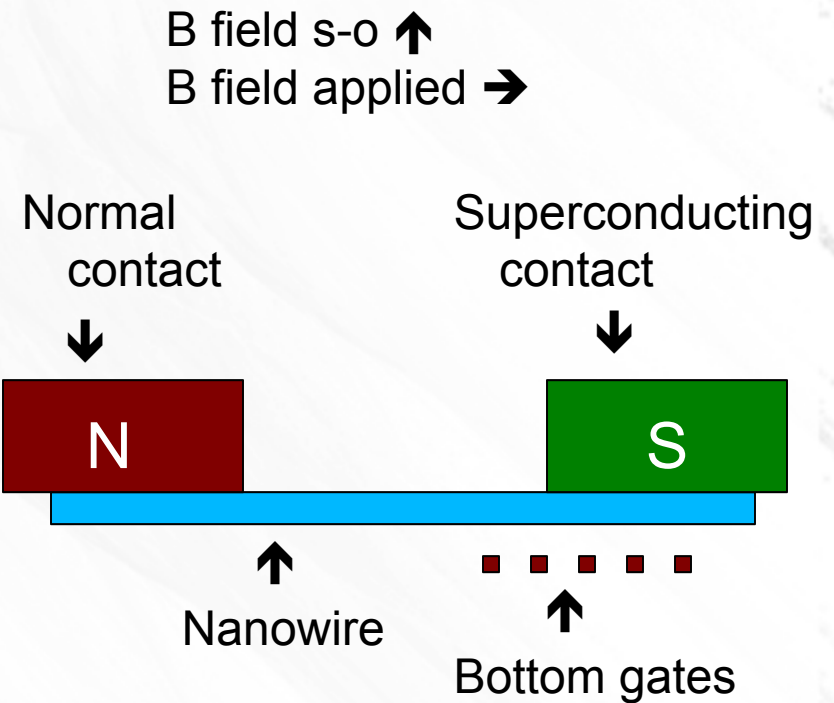 B field s-o ↑
B field applied →
Normal
contact
↓
Superconducting
contact
↓
N
S
↑
Nanowire
↑
Bottom gates